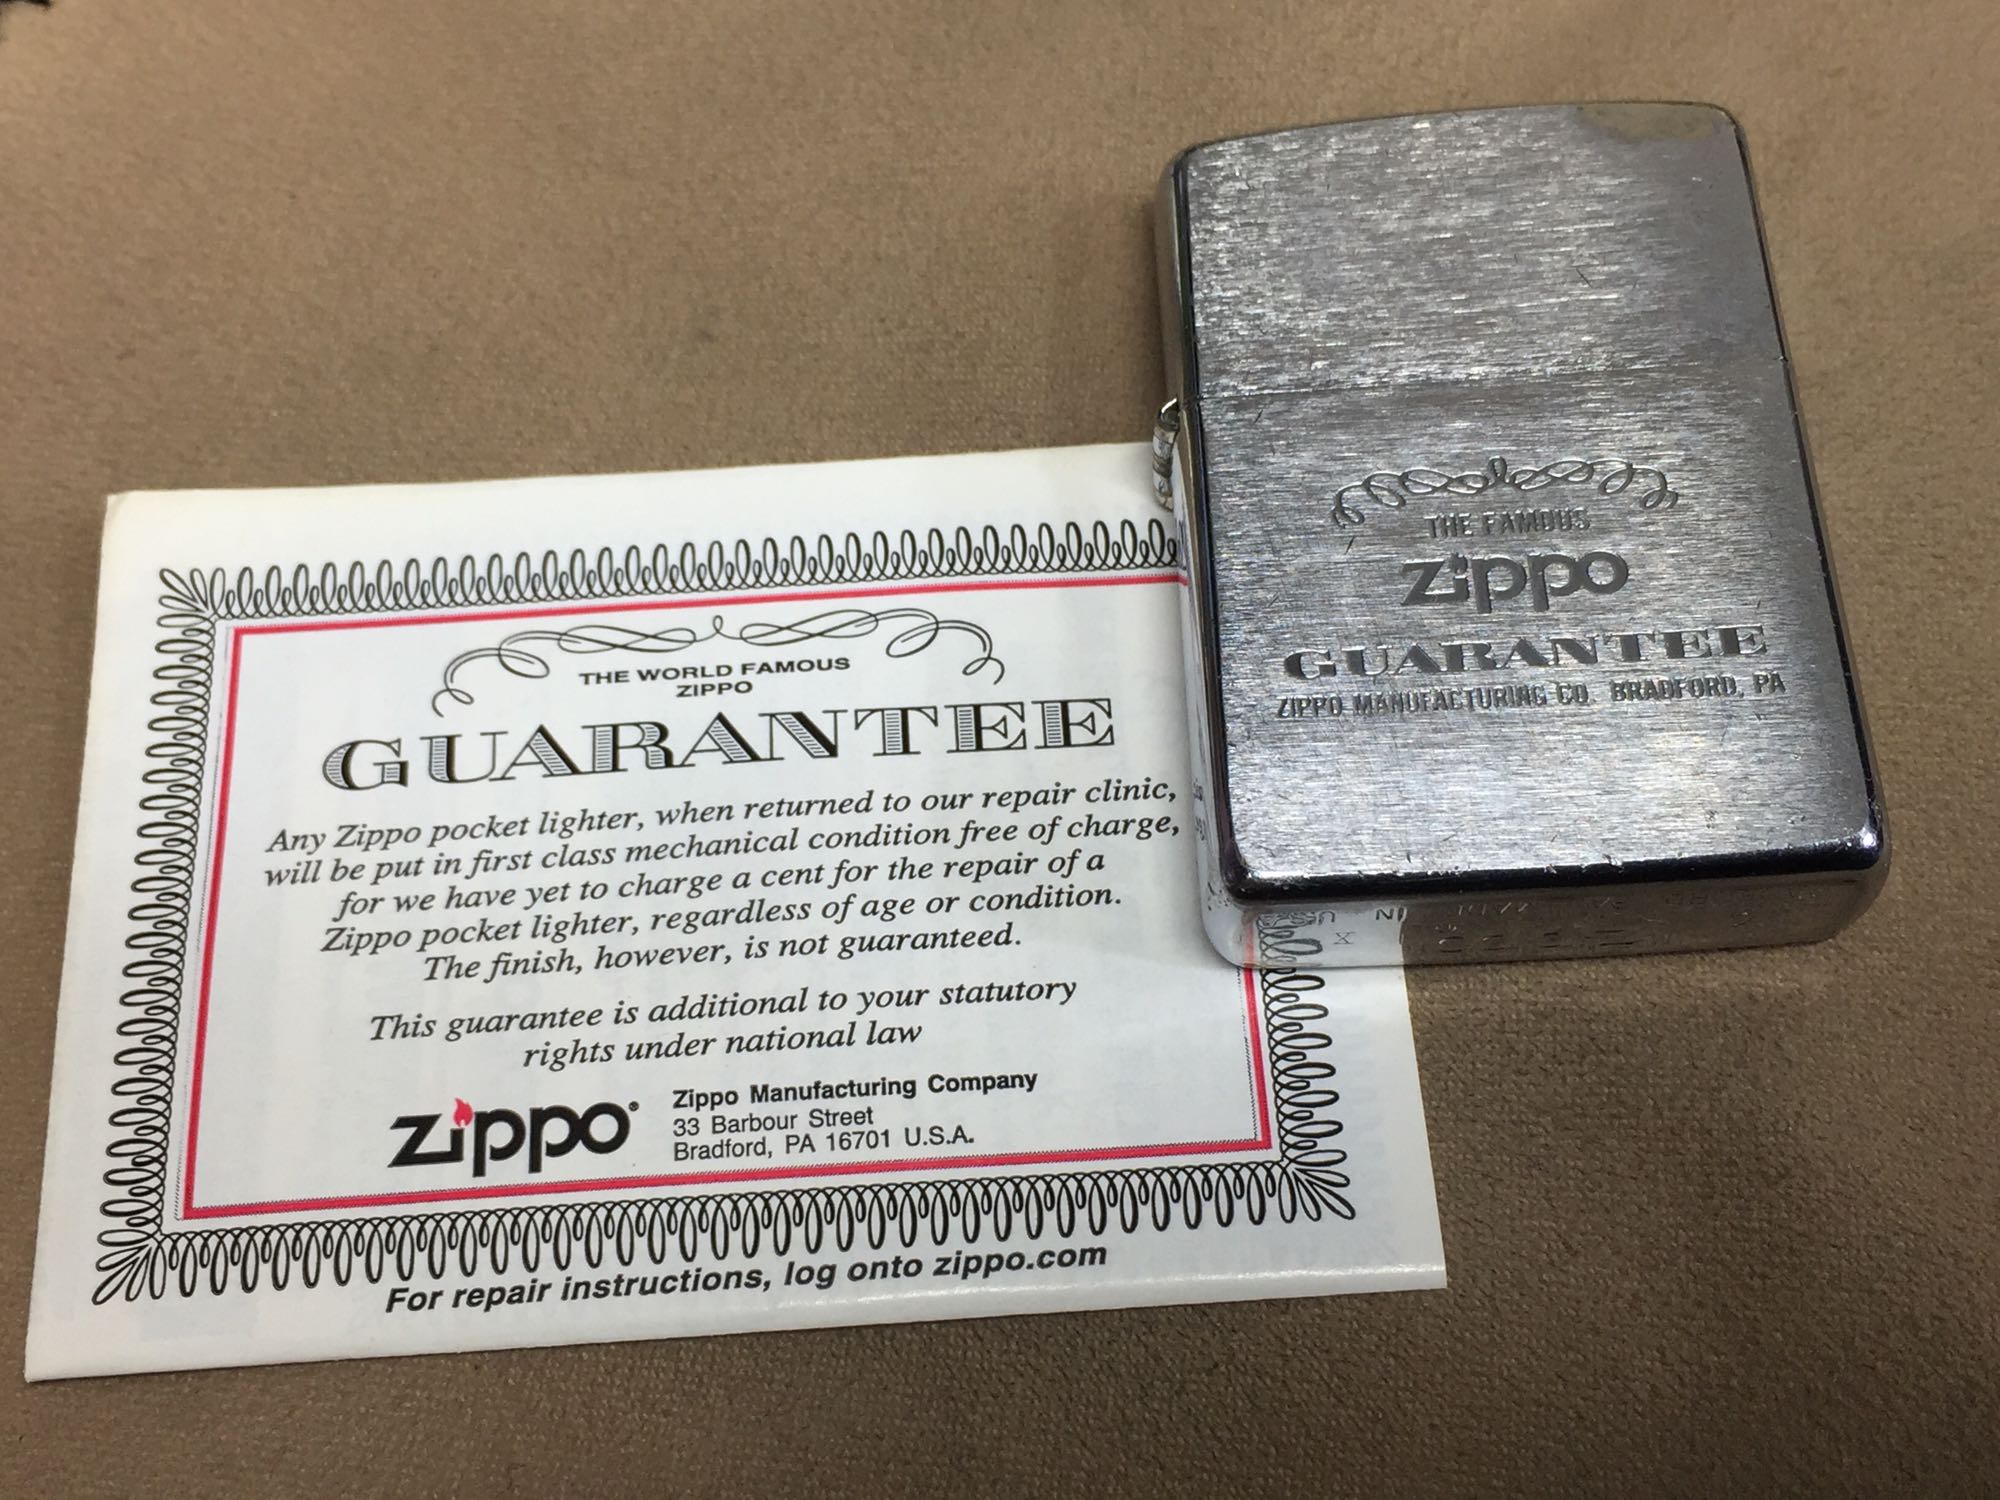 THE WORLD FAMOUS
ZIPPO
GUARANTEE
Any Zippo pocket lighter, when returned to our repair clinic,
will be put in first class mechanical condition free of charge,
for we have yet to charge a cent for the repair of a
Zippo pocket lighter, regardless of age or condition.
The finish, however, is not guaranteed.
This guarantee is additional to your statutory
rights under national law
zippo®
Zippo Manufacturing Company
33 Barbour Street
Bradford, PA 16701 U.S.A.
For repair instructions, log onto zippo.com
THE FAMOUS
zippo
GUARANTEE
ZIPPO MANUFACTURING CO. BRADFORD, PA